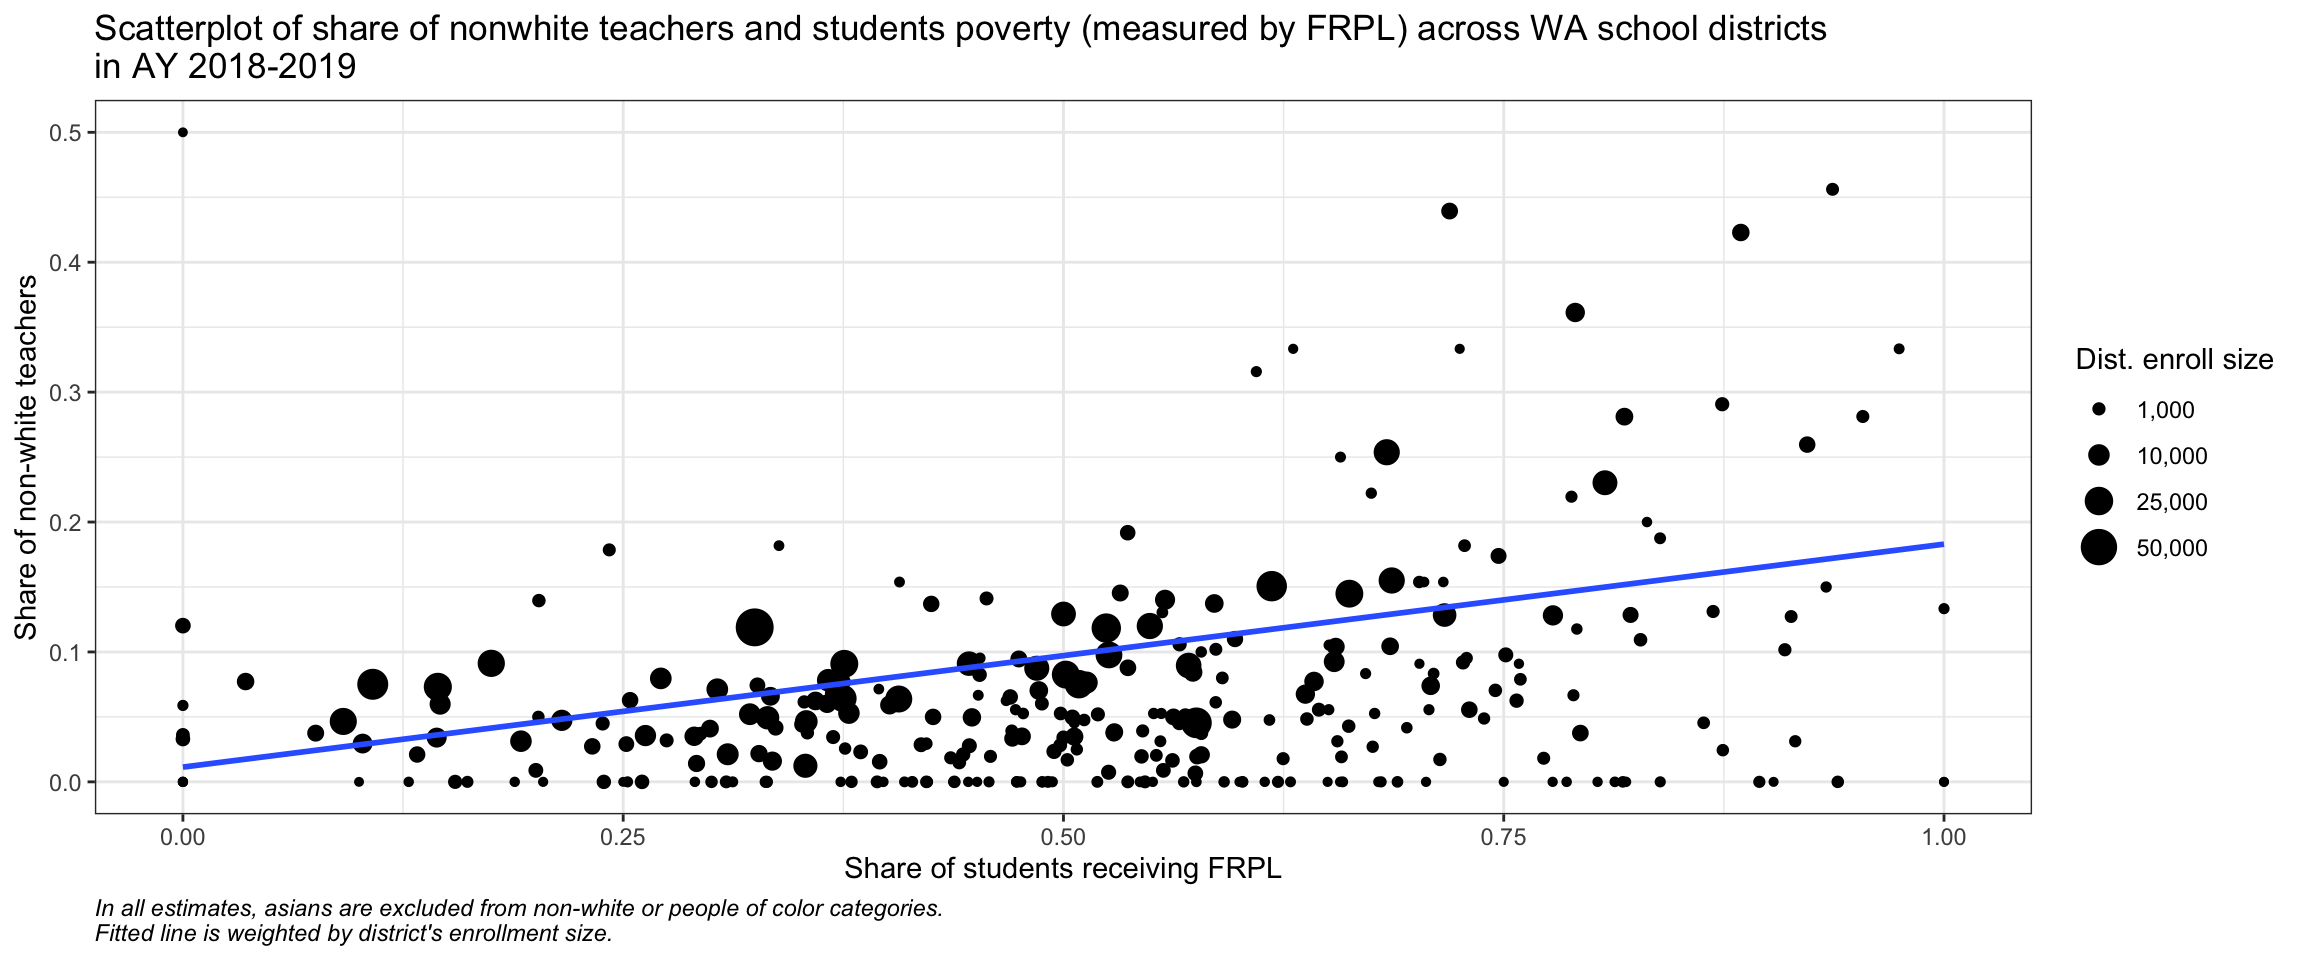 Scatterplot of share of nonwhite teachers and students poverty (measured by FRPL) across WA school districts
in AY 2018-2019
0.5
0.4
0.3
0.2
0.1
0.0
Share of non-white teachers
0.00
0.25
0.50
0.75
1.00
Share of students receiving FRPL
Dist. enroll size
1,000
10,000
25,000
50,000
In all estimates, asians are excluded from non-white or people of color categories.
Fitted line is weighted by district's enrollment size.